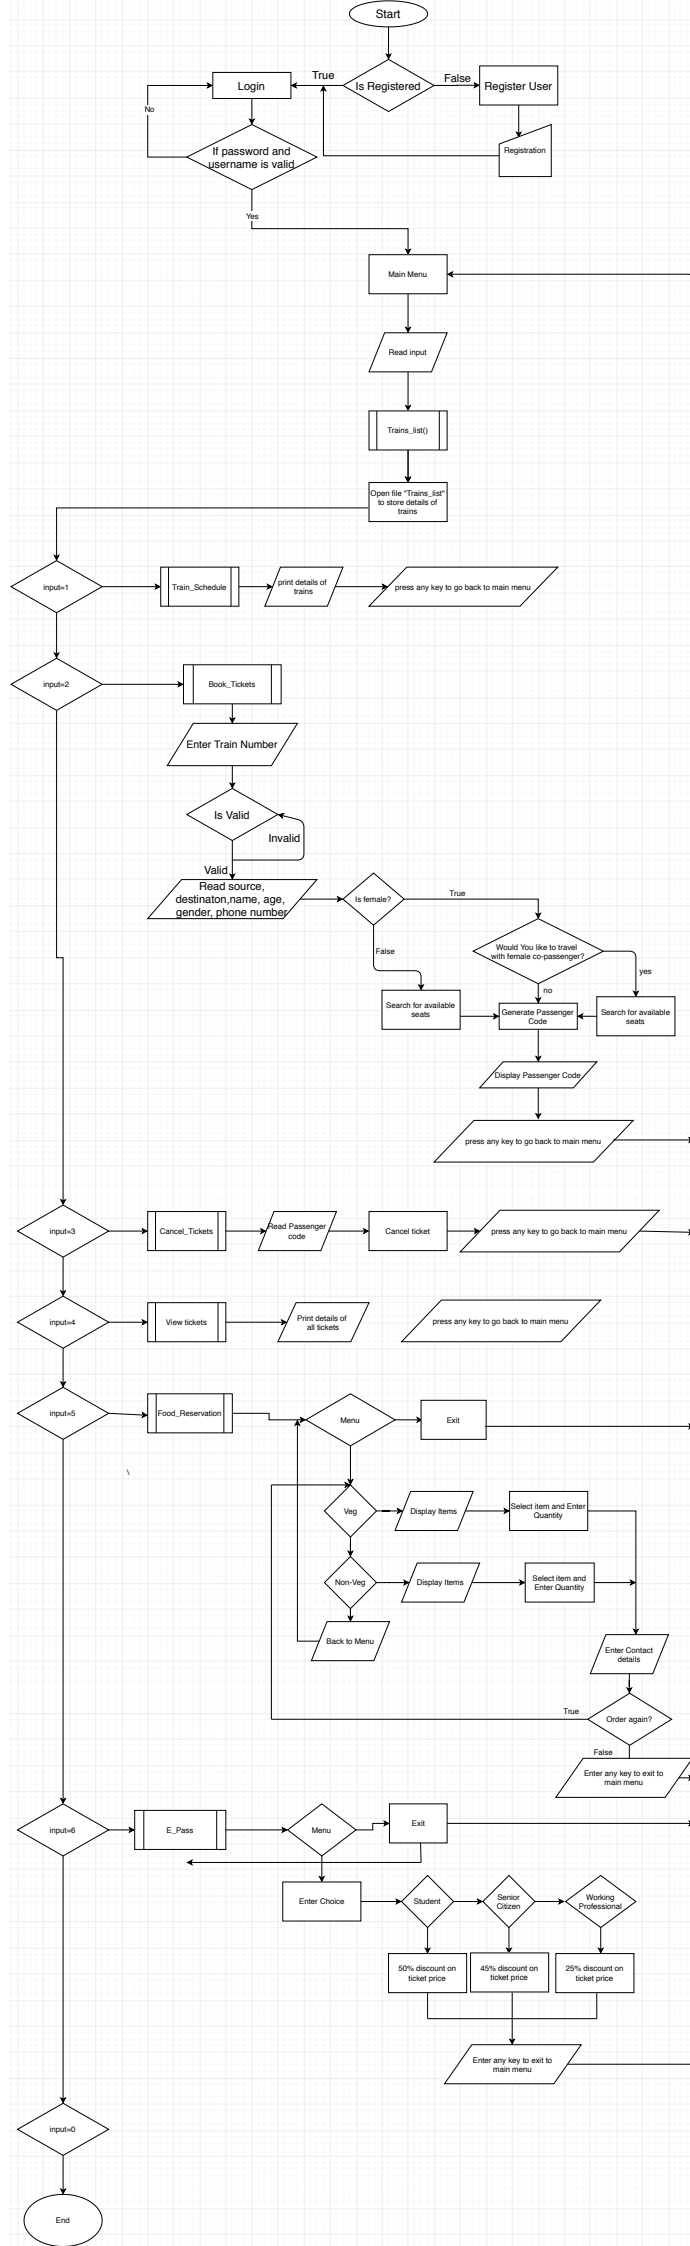 Start
Is Registered
True
False
Login
Register User
No
Registration
If password and
username is valid
Yes
Main Menu
Read input
Trains_list()
Open file "Trains_list"
to store details of
trains
input=1
Train_Schedule
print details of
trains
press any key to go back to main menu
input=2
Book_Tickets
Enter Train Number
Is Valid
Invalid
Valid
Read source,
destinaton,name, age,
gender, phone number
Is female?
True
False
Would You like to travel
with female co-passenger?
yes
no
Search for available
seats
Generate Passenger
Code
Search for available
seats
Display Passenger Code
press any key to go back to main menu
input=3
Cancel_Tickets
Read Passenger
code
Cancel ticket
press any key to go back to main menu
input=4
View tickets
Print details of
all tickets
press any key to go back to main menu
input=5
Food_Reservation
Menu
Exit
\
Veg
Display Items
Select item and Enter
Quantity
Non-Veg
Display Items
Select item and
Enter Quantity
Back to Menu
Enter Contact
details
True
Order again?
False
Enter any key to exit to
main menu
input=6
E_Pass
Menu
Exit
Enter Choice
Student
Senior
Citizen
Working
Professional
50% discount on
ticket price
45% discount on
ticket price
25% discount on
ticket price
Enter any key to exit to
main menu
input=0
End